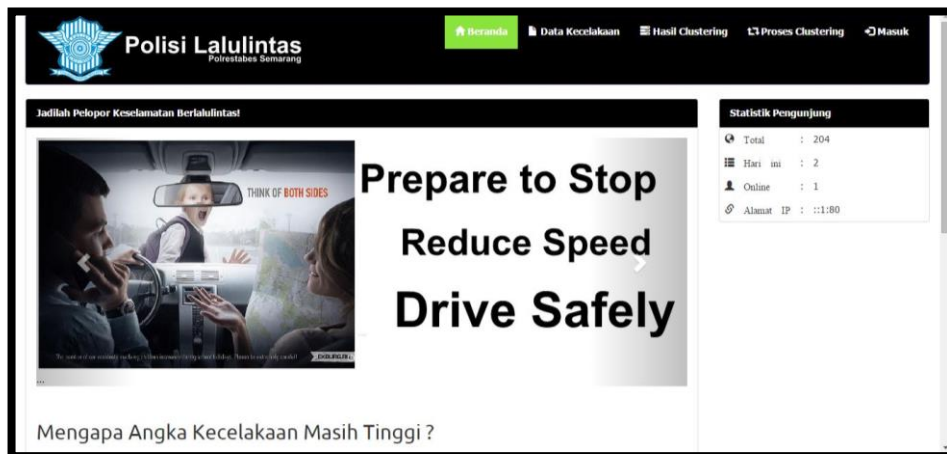 Polisi Lalulintas
Polrestabes Semarang
Beranda
Data Kecelakaan
Hasil Clustering
Proses Clustering
Masuk
Jadilah Pelopor Keselamatan Berlalulintas!
THINK OF BOTH SIDES
Prepare to Stop
Reduce Speed
Drive Safely
...
Mengapa Angka Kecelakaan Masih Tinggi ?
Statistik Pengunjung
Total : 204
Hari ini : 2
Online : 1
Alamat IP : ::1:80